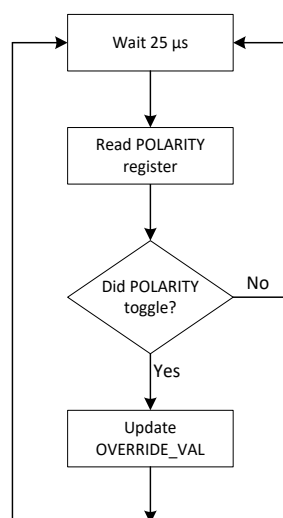 Wait 25 µs
Read POLARITY
register
Did POLARITY
toggle?
No
Yes
Update
OVERRIDE_VAL